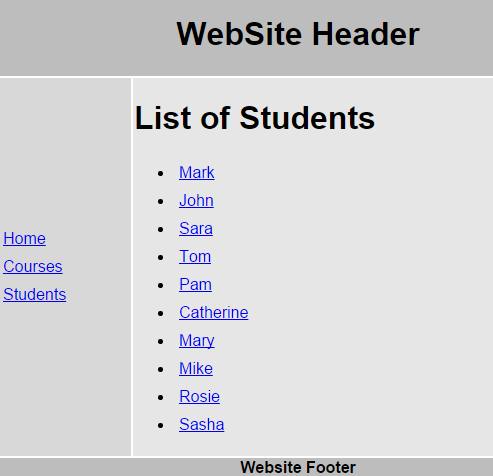 WebSite Header
Home
Courses
Students
List of Students
Mark
John
Sara
Tom
Pam
Catherine
Mary
Mike
Rosie
Sasha
Website Footer